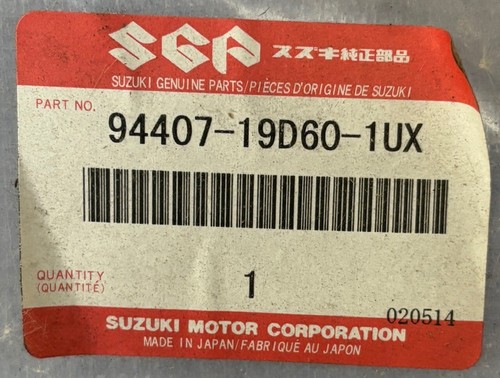 SGP スズキ純正部品
SUZUKI GENUINE PARTS/PIÈCES D'ORIGINE DE SUZUKI
PART NO.
94407-19D60-1UX
QUANTITY
(QUANTITÉ)
1
020514
SUZUKI MOTOR CORPORATION
MADE IN JAPAN/FABRIQUÉ AU JAPON